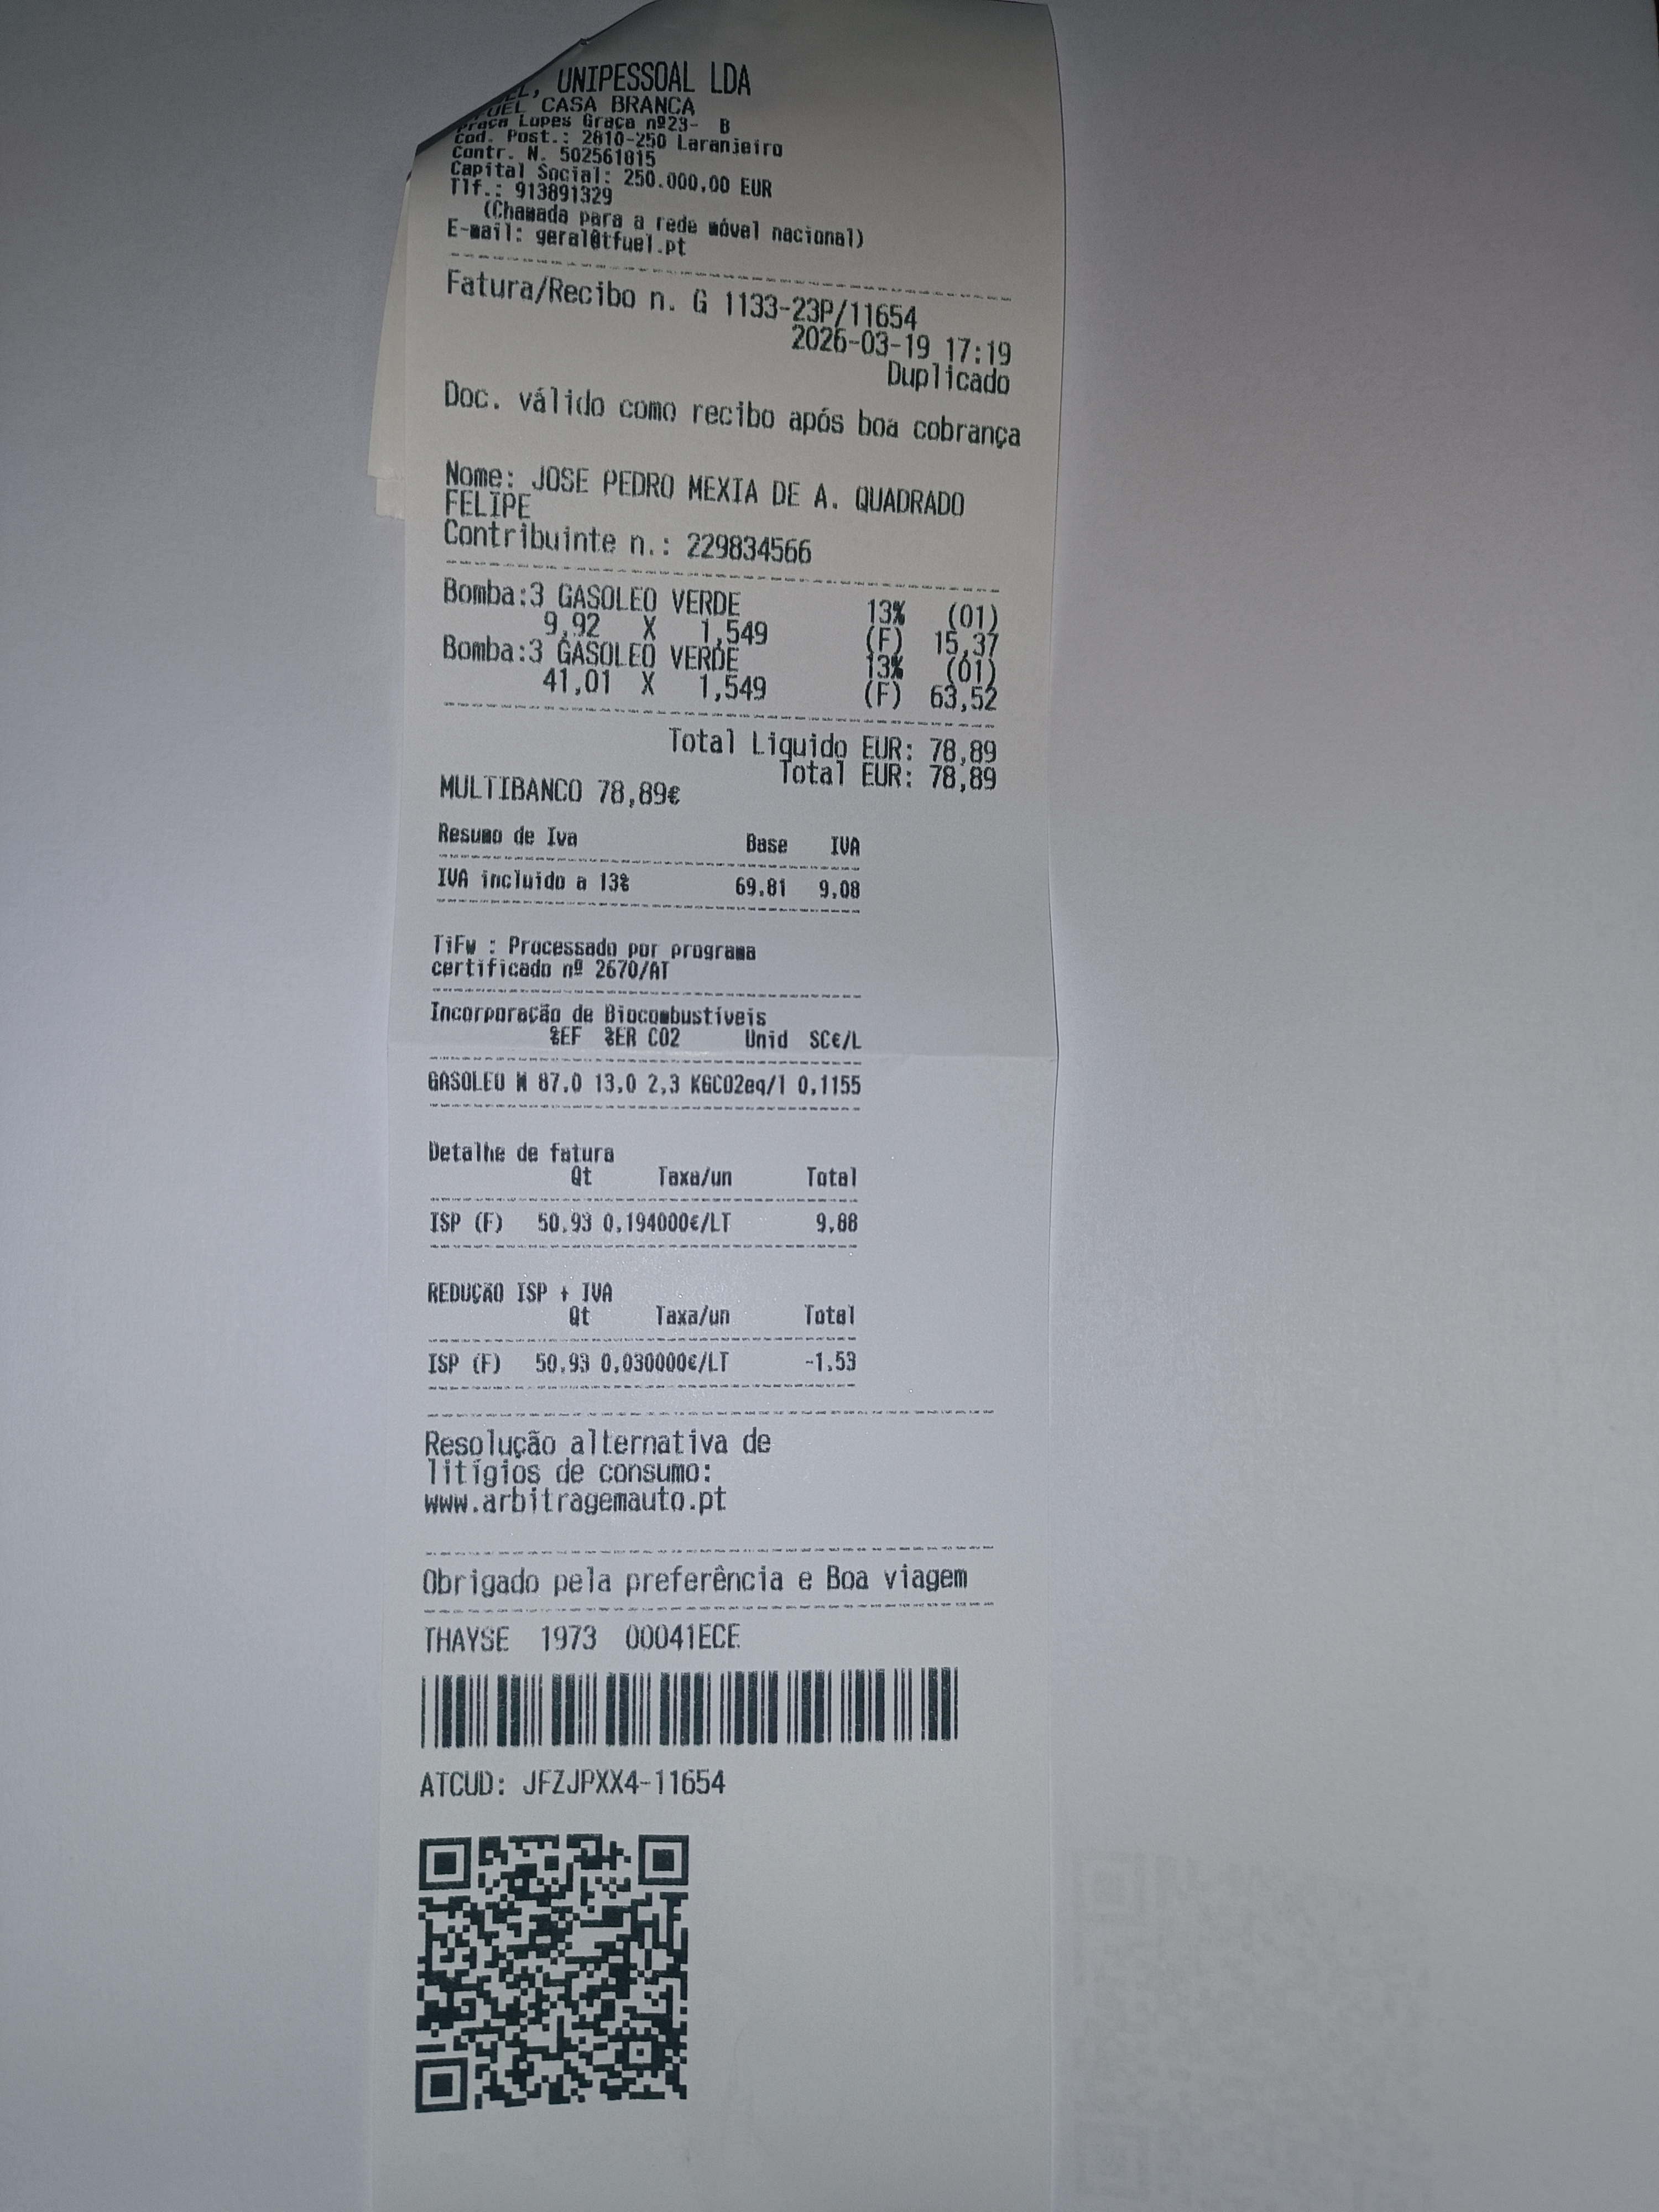 UNIPESSOAL LDA
FUEL CASA BRANCA
Praça Lopes Graça nº23- B
Cod. Post.: 2810-250 Laranjeiro
Contr. N. 502561815
Capital Social: 250.000,00 EUR
Tlf.: 913891329
(Chamada para a rede móvel nacional)
E-mail: geral@tfuel.pt
Fatura/Recibo n. G 1133-23P/11654
2026-03-19 17:19
Duplicado
Doc. válido como recibo após boa cobrança
Nome: JOSE PEDRO MEXIA DE A. QUADRADO
FELIPE
Contribuinte n.: 229834566
Bomba:3 GASOLEO VERDE 13% (01)
9,92 X 1,549 (F) 15,37
Bomba:3 GASOLEO VERDE 13% (01)
41,01 X 1,549 (F) 63,52
Total Liquido EUR: 78,89
Total EUR: 78,89
MULTIBANCO 78,89€
Resumo de Iva Base IVA
IVA incluido a 13% 69.81 9,08
TiFw : Processado por programa
certificado nº 2670/AT
Incorporação de Biocombustíveis
%EF %ER CO2 Unid SC€/L
GASOLEO M 87.0 13,0 2,3 KGCO2eq/l 0,1155
Detalhe de fatura
Qt Taxa/un Total
ISP (F) 50,93 0,194000€/LT 9,88
REDUÇÃO ISP + IVA
Qt Taxa/un Total
ISP (F) 50,93 0,030000€/LT -1,53
Resolução alternativa de
litígios de consumo:
www.arbitragemauto.pt
Obrigado pela preferência e Boa viagem
THAYSE 1973 00041ECE
ATCUD: JFZJPXX4-11654